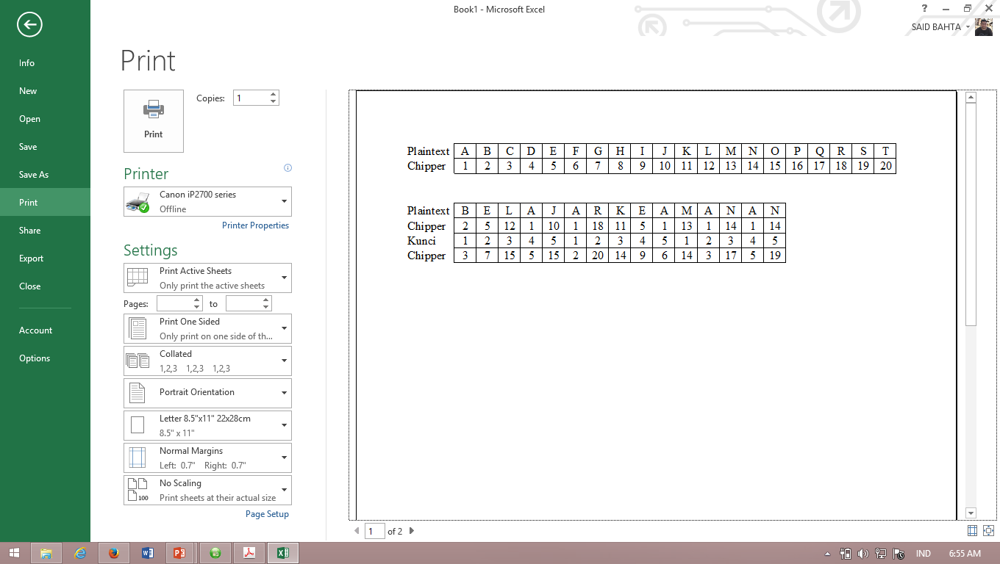 Book1 - Microsoft Excel
?
SAID BAHTA
Info
New
Open
Save
Save As
Print
Share
Export
Close
Account
Options
Print
Print
Copies: 1
Printer
Canon iP2700 series
Offline
Printer Properties
Settings
Print Active Sheets
Only print the active sheets
Pages: to
Print One Sided
Only print on one side of th...
Collated
1,2,3 1,2,3 1,2,3
Portrait Orientation
Letter 8.5"x11" 22x28cm
8.5" x 11"
Normal Margins
Left: 0.7" Right: 0.7"
No Scaling
100 Print sheets at their actual size
Page Setup
Plaintext A B C D E F G H I J K L M N O P Q R S T
Chipper 1 2 3 4 5 6 7 8 9 10 11 12 13 14 15 16 17 18 19 20
Plaintext B E L A J A R K E A M A N A N
Chipper 2 5 12 1 10 1 18 11 5 1 13 1 14 1 14
Kunci 1 2 3 4 5 1 2 3 4 5 1 2 3 4 5
Chipper 3 7 15 5 15 2 20 14 9 6 14 3 17 5 19
1 of 2
IND 6:55 AM